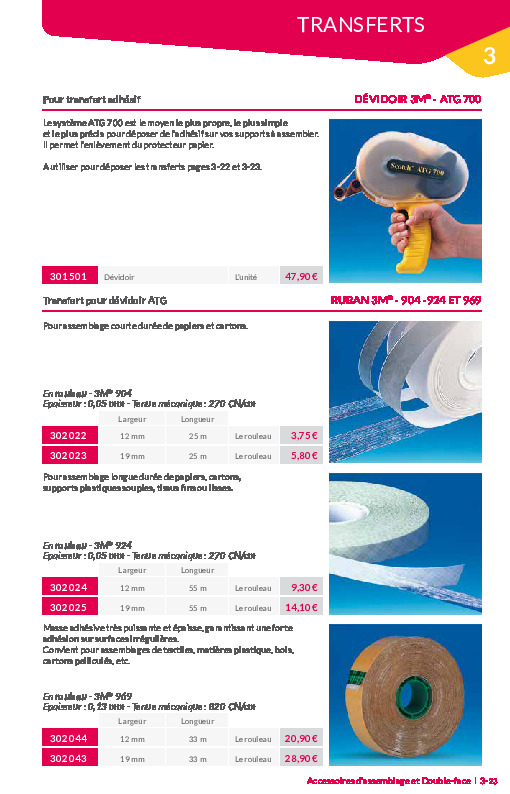 TRANSFERTS
3
Pour transfert adhésif
DÉVIDOIR 3M® - ATG 700
Le système ATG 700 est le moyen le plus propre, le plus simple
et le plus précis pour déposer de l'adhésif sur vos supports à assembler.
Il permet l'enlèvement du protecteur papier.
A utiliser pour déposer les transferts pages 3-22 et 3-23.
Scotch ATG 700
301501 Dévidoir L'unité 47,90 €
Transfert pour dévidoir ATG
RUBAN 3M® - 904 -924 ET 969
Pour assemblage courte durée de papiers et cartons.
En rouleau - 3M® 904
Epaisseur : 0,05 mm - Tenue mécanique : 270 CN/cm
Largeur Longueur
302022 12 mm 25 m Le rouleau 3,75 €
302023 19 mm 25 m Le rouleau 5,80 €
Pour assemblage longue durée de papiers, cartons,
supports plastiques souples, tissus fins ou lisses.
En rouleau - 3M® 924
Epaisseur : 0,05 mm - Tenue mécanique : 270 CN/cm
Largeur Longueur
302024 12 mm 55 m Le rouleau 9,30 €
302025 19 mm 55 m Le rouleau 14,10 €
Masse adhésive très puissante et épaisse, garantissant une forte
adhésion sur surfaces irrégulières.
Convient pour assemblages de textiles, matières plastique, bois,
cartons pelliculés, etc.
En rouleau - 3M® 969
Epaisseur : 0,13 mm - Tenue mécanique : 820 CN/cm
Largeur Longueur
302044 12 mm 33 m Le rouleau 20,90 €
302043 19 mm 33 m Le rouleau 28,90 €
Accessoires d'assemblage et Double-face I 3-23